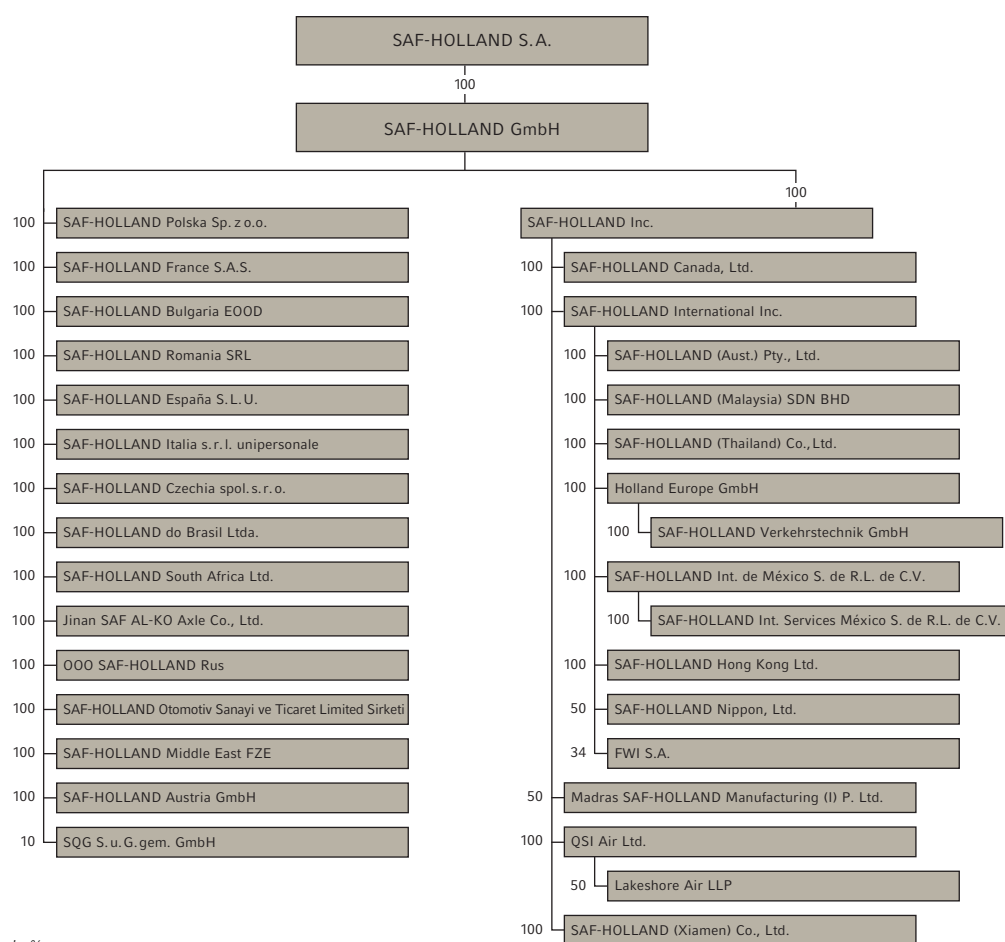 SAF-HOLLAND S.A.
100
SAF-HOLLAND GmbH
100
100 SAF-HOLLAND Polska Sp. z o.o.
100 SAF-HOLLAND France S.A.S.
100 SAF-HOLLAND Bulgaria EOOD
100 SAF-HOLLAND Romania SRL
100 SAF-HOLLAND España S.L.U.
100 SAF-HOLLAND Italia s.r.l. unipersonale
100 SAF-HOLLAND Czechia spol.s.r.o.
100 SAF-HOLLAND do Brasil Ltda.
100 SAF-HOLLAND South Africa Ltd.
100 Jinan SAF AL-KO Axle Co., Ltd.
100 OOO SAF-HOLLAND Rus
100 SAF-HOLLAND Otomotiv Sanayi ve Ticaret Limited Sirketi
100 SAF-HOLLAND Middle East FZE
100 SAF-HOLLAND Austria GmbH
10 SQG S.u.G.gem. GmbH
SAF-HOLLAND Inc.
100 SAF-HOLLAND Canada, Ltd.
100 SAF-HOLLAND International Inc.
100 SAF-HOLLAND (Aust.) Pty., Ltd.
100 SAF-HOLLAND (Malaysia) SDN BHD
100 SAF-HOLLAND (Thailand) Co., Ltd.
100 Holland Europe GmbH
100 SAF-HOLLAND Verkehrstechnik GmbH
100 SAF-HOLLAND Int. de México S. de R.L. de C.V.
100 SAF-HOLLAND Int. Services México S. de R.L. de C.V.
100 SAF-HOLLAND Hong Kong Ltd.
50 SAF-HOLLAND Nippon, Ltd.
34 FWI S.A.
50 Madras SAF-HOLLAND Manufacturing (I) P. Ltd.
100 QSI Air Ltd.
50 Lakeshore Air LLP
100 SAF-HOLLAND (Xiamen) Co., Ltd.